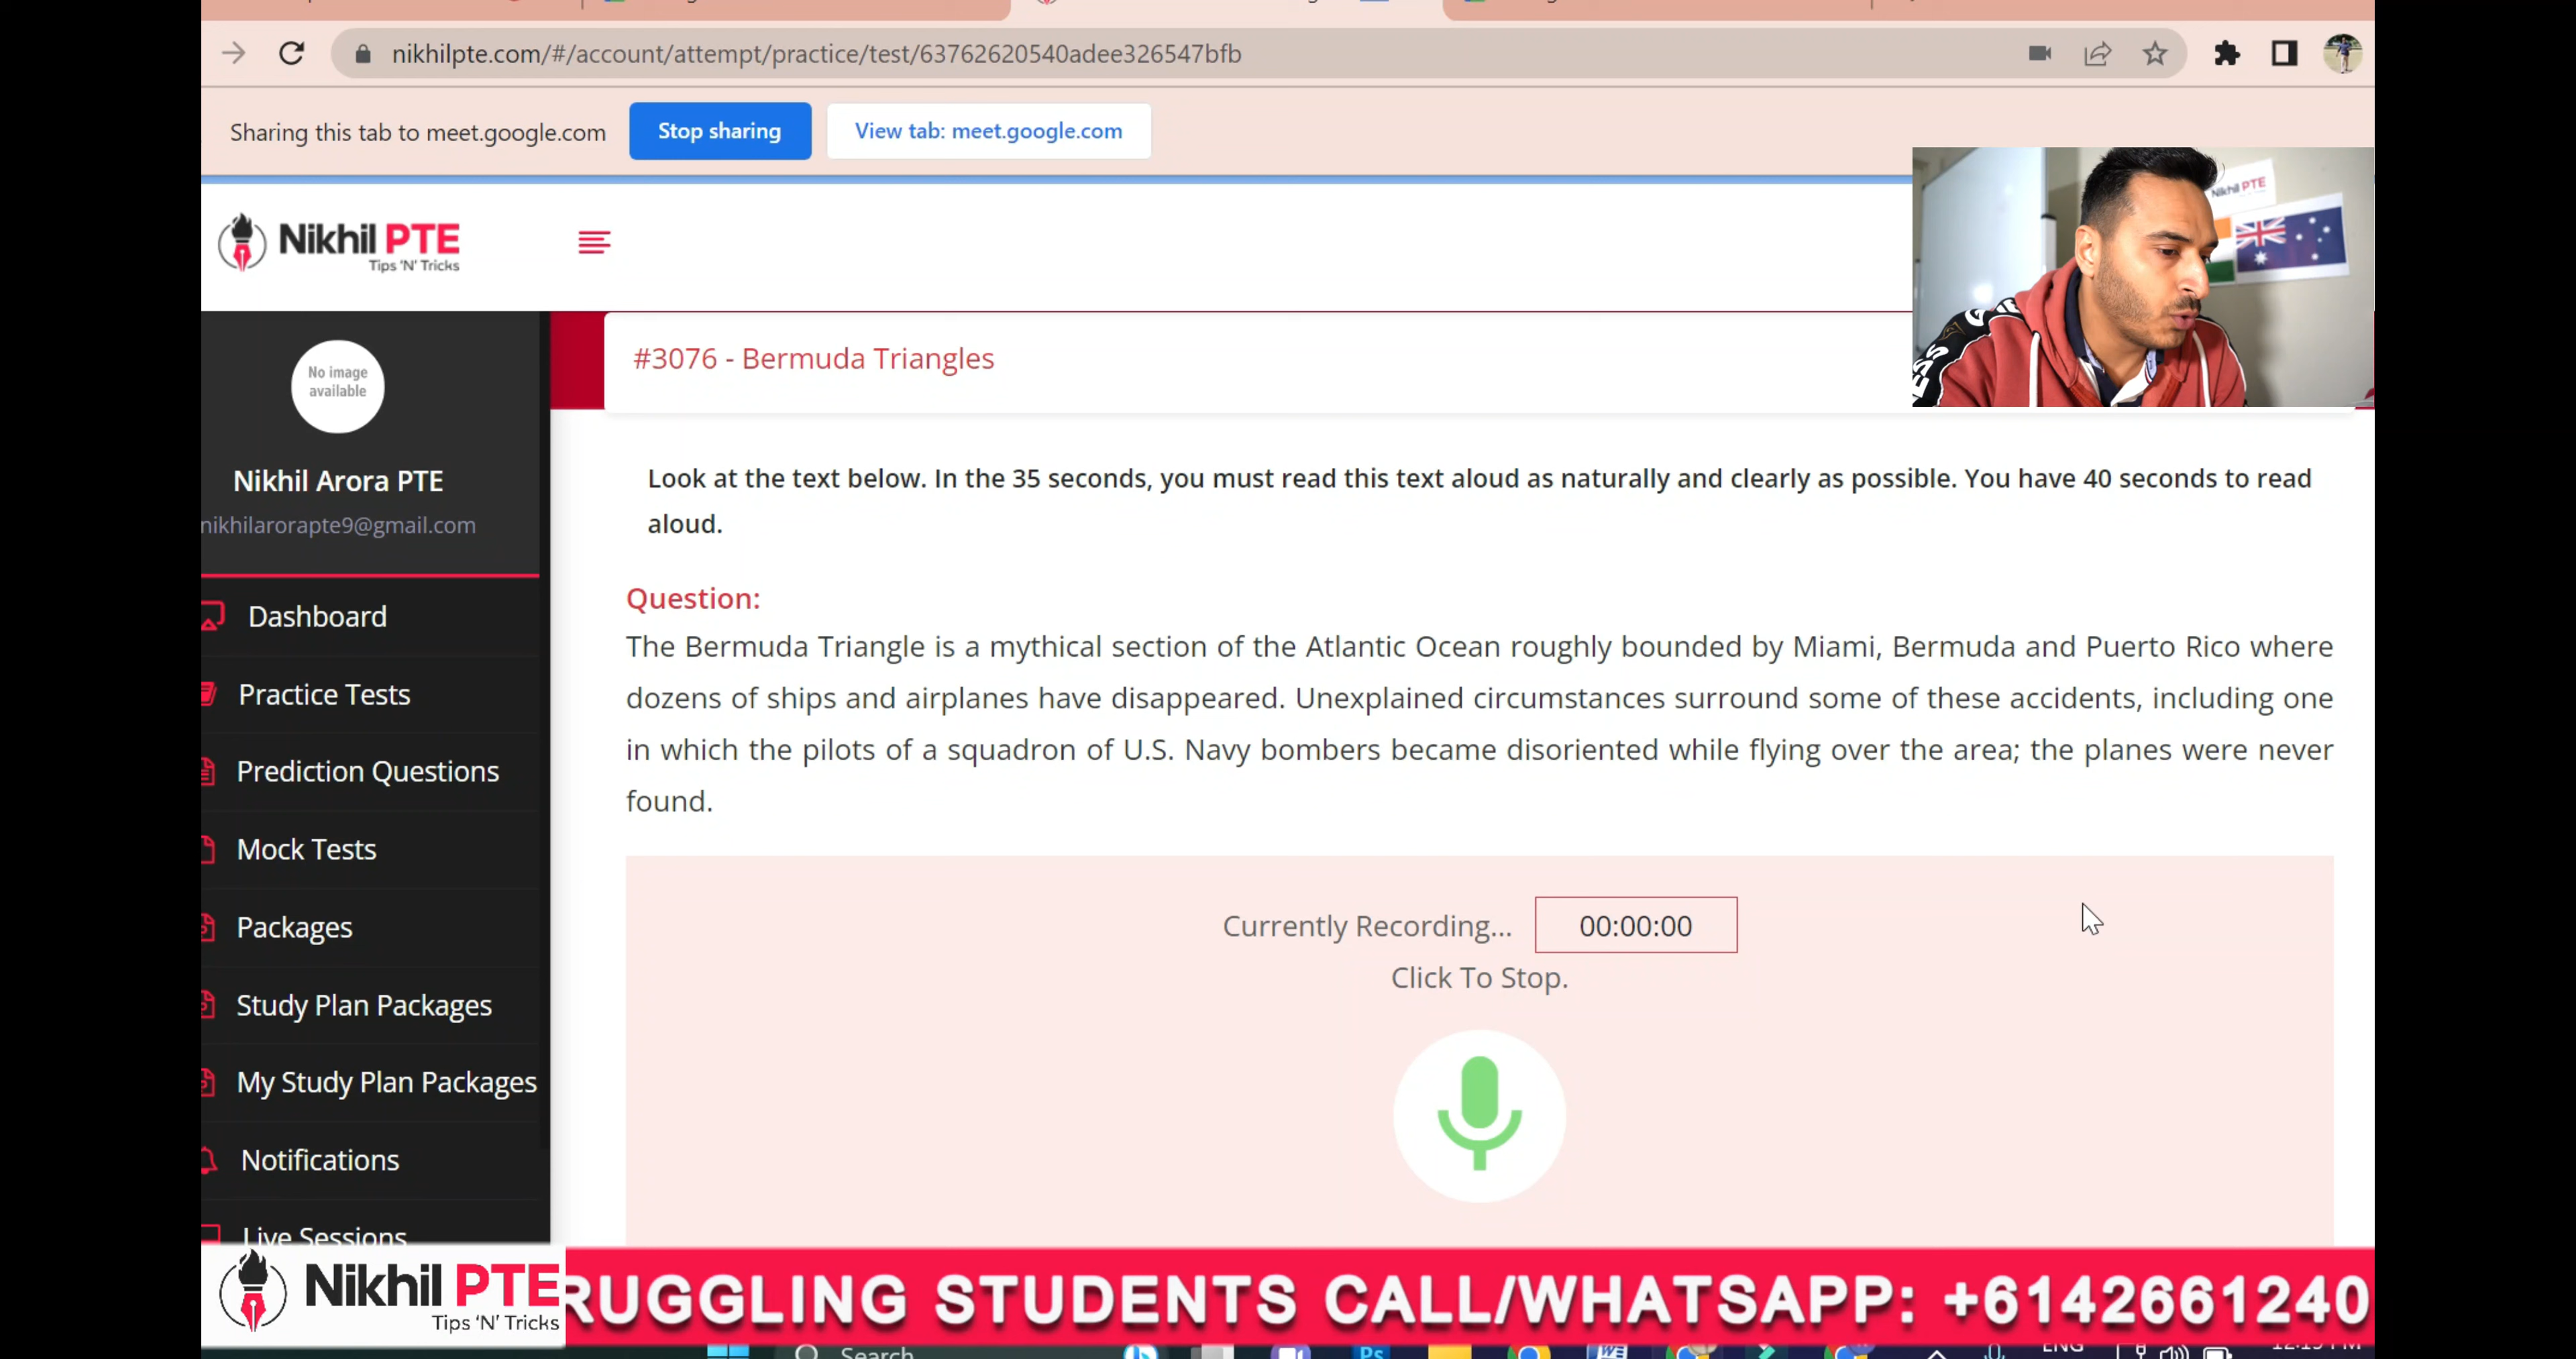 nikhilpte.com/#/account/attempt/practice/test/63762620540adee326547bfb
Sharing this tab to meet.google.com
Stop sharing
View tab: meet.google.com
Nikhil PTE
Tips 'N' Tricks
Nikhil PTE
#3076 - Bermuda Triangles
No image
available
Nikhil Arora PTE
nikhilarorapte9@gmail.com
Dashboard
Practice Tests
Prediction Questions
Mock Tests
Packages
Study Plan Packages
My Study Plan Packages
Notifications
Live Sessions
Look at the text below. In the 35 seconds, you must read this text aloud as naturally and clearly as possible. You have 40 seconds to read
aloud.
Question:
The Bermuda Triangle is a mythical section of the Atlantic Ocean roughly bounded by Miami, Bermuda and Puerto Rico where
dozens of ships and airplanes have disappeared. Unexplained circumstances surround some of these accidents, including one
in which the pilots of a squadron of U.S. Navy bombers became disoriented while flying over the area; the planes were never
found.
Currently Recording... 00:00:00
Click To Stop.
Nikhil PTE
Tips 'N' Tricks
RUGGLING STUDENTS CALL/WHATSAPP: +6142661240
Search
Ps
ENG